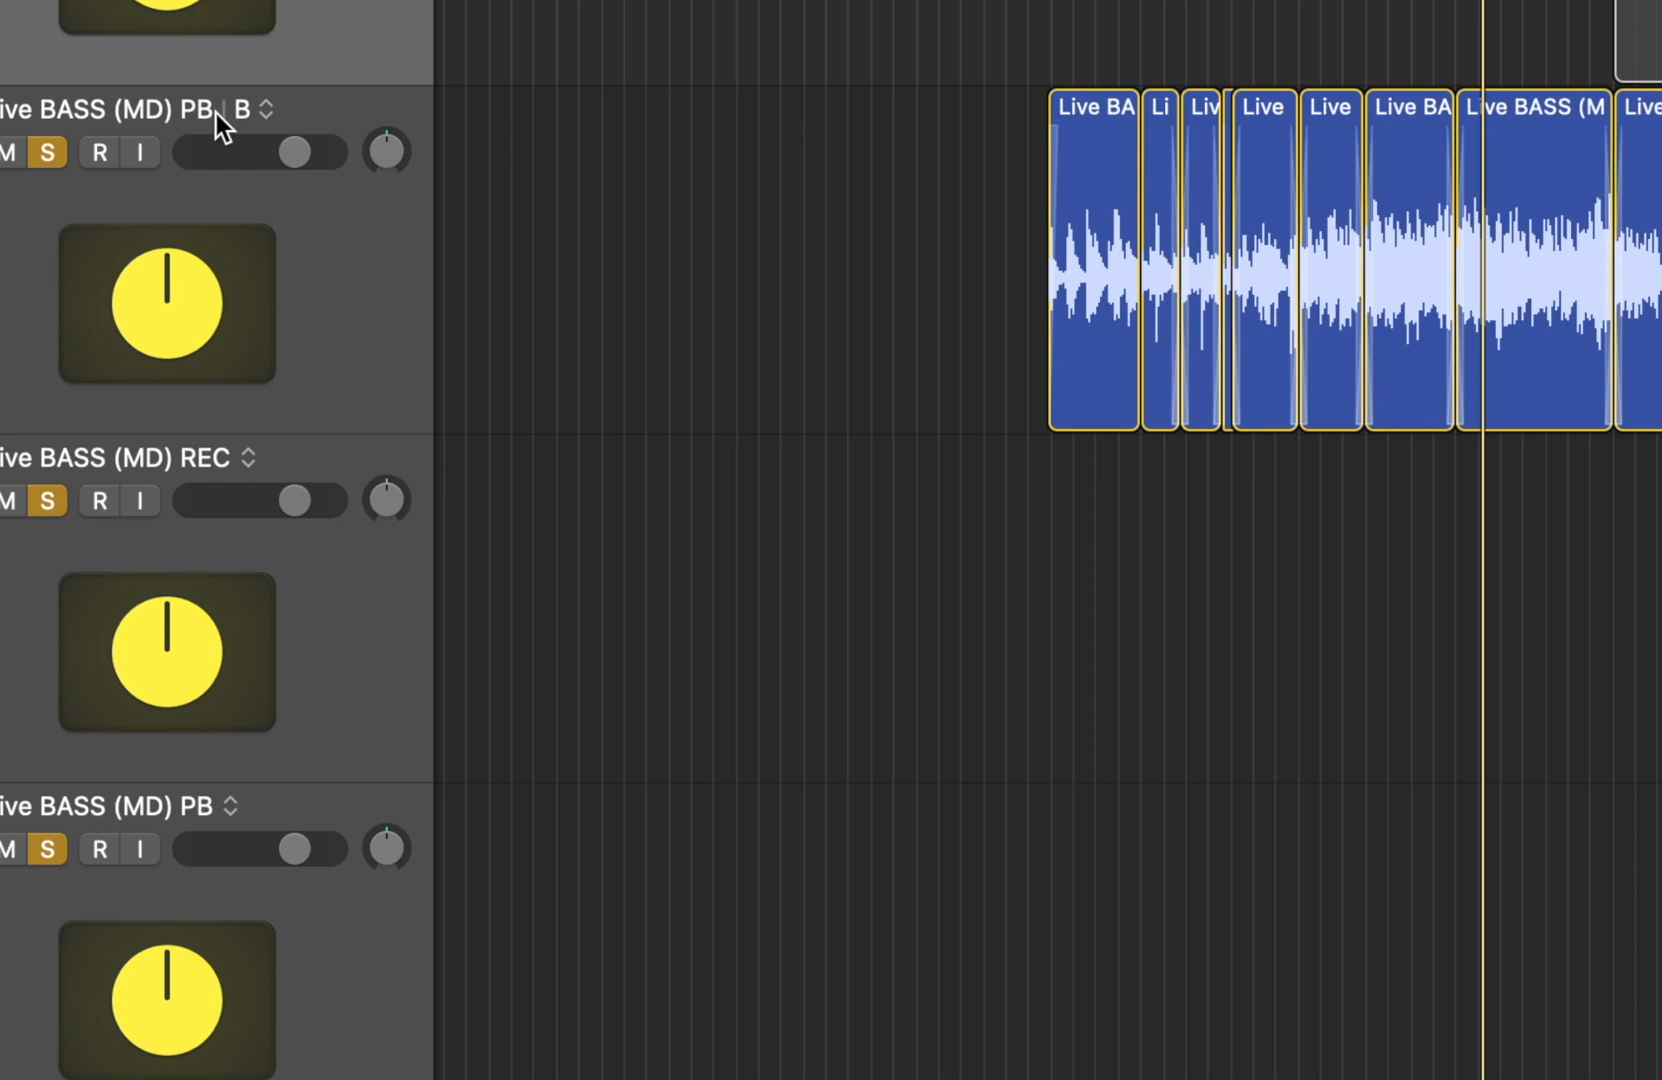 ive BASS (MD) PB | B
M S R I
Live BA Li Liv Live Live Live BA Live BASS (M Live
ive BASS (MD) REC
M S R I
ive BASS (MD) PB
M S R I